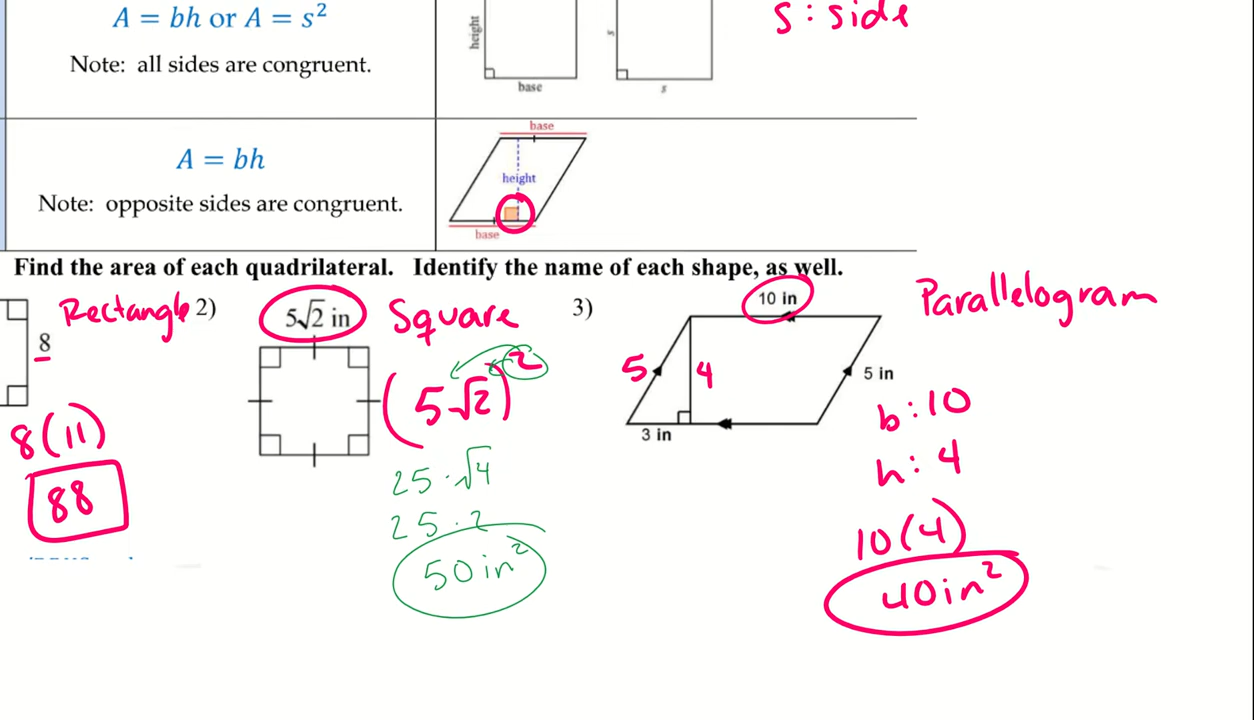 A = bh or A = s²
Note: all sides are congruent.
height
base
s
s
s : side
A = bh
Note: opposite sides are congruent.
base
height
base
Find the area of each quadrilateral. Identify the name of each shape, as well.
Rectangle
8
8(11)
88
2)
5√2 in
Square
(5√2)²
25 · √4
25 · 2
50 in²
3)
10 in
Parallelogram
5
4
5 in
3 in
b: 10
h: 4
10(4)
40 in²